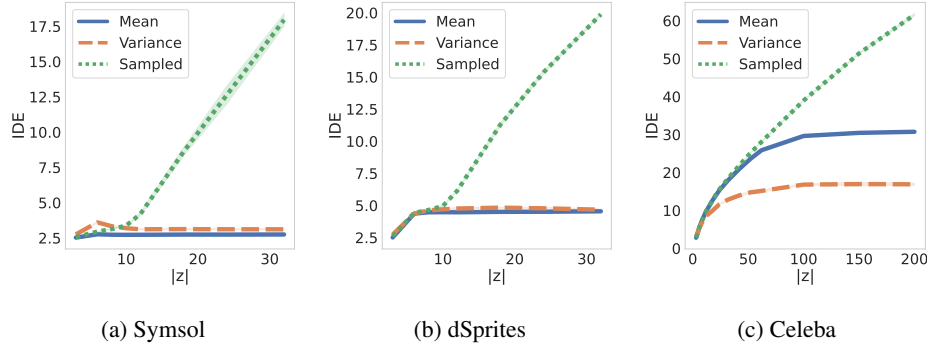 Mean
Variance
Sampled
17.5
15.0
12.5
10.0
7.5
5.0
2.5
IDE
10
20
30
|z|
(a) Symsol
Mean
Variance
Sampled
20.0
17.5
15.0
12.5
10.0
7.5
5.0
2.5
IDE
10
20
30
|z|
(b) dSprites
Mean
Variance
Sampled
60
50
40
30
20
10
0
IDE
0
50
100
150
200
|z|
(c) Celeba